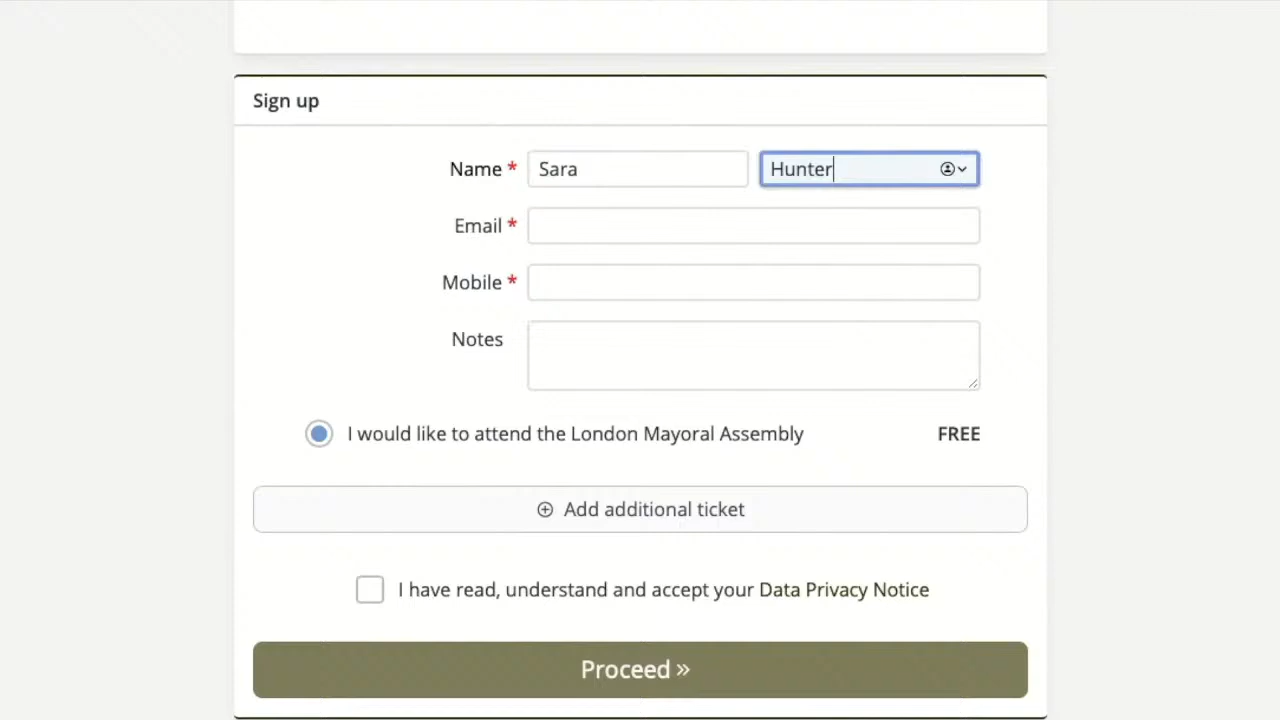 Sign up
Name * Sara Hunter
Email *
Mobile *
Notes
I would like to attend the London Mayoral Assembly FREE
Add additional ticket
I have read, understand and accept your Data Privacy Notice
Proceed »